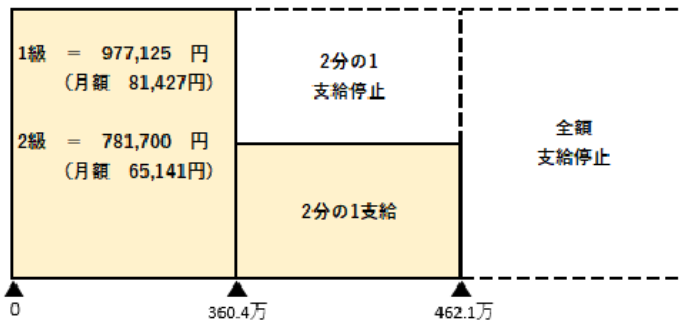 1級 = 977,125 円
(月額 81,427円)
2級 = 781,700 円
(月額 65,141円)
2分の1
支給停止
2分の1支給
全額
支給停止
0
360.4万
462.1万